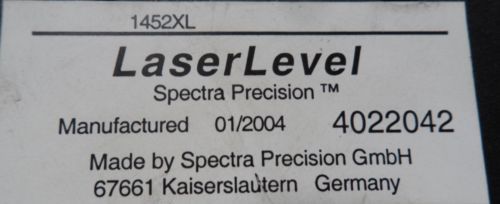 1452XL
LaserLevel
Spectra Precision ™
Manufactured 01/2004 4022042
Made by Spectra Precision GmbH
67661 Kaiserslautern Germany